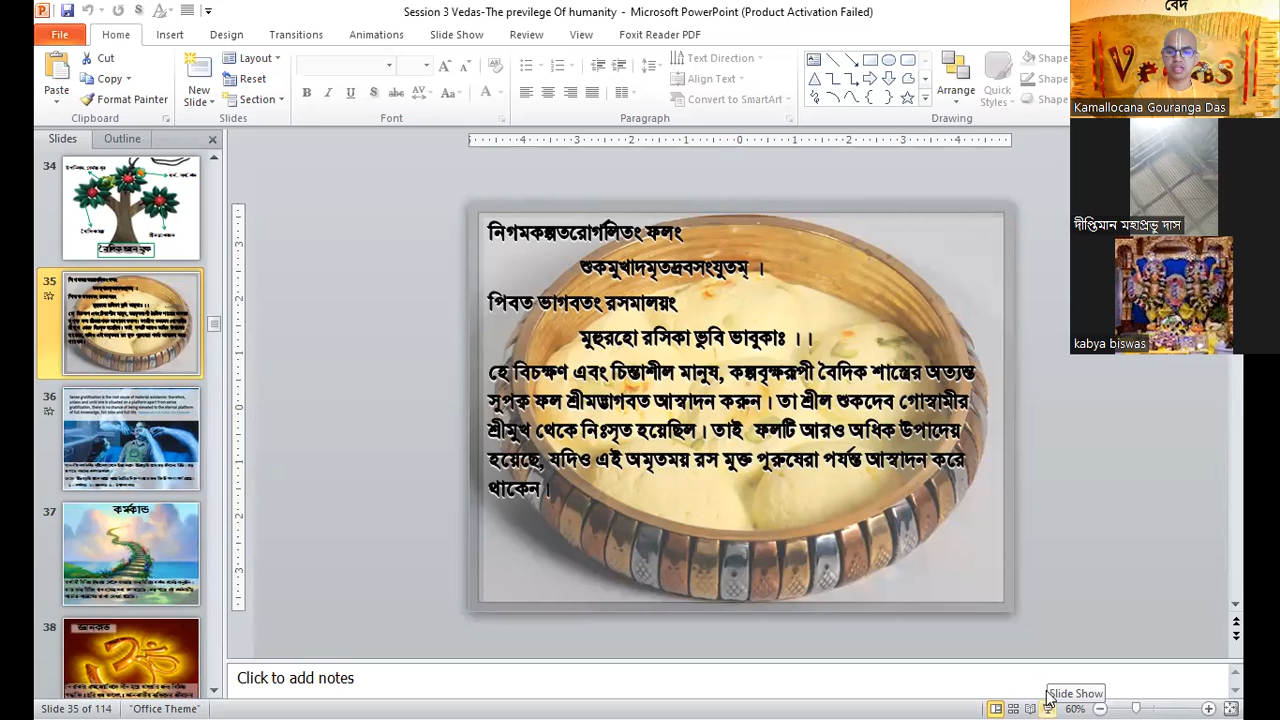 Session 3 Vedas-The previlege Of humanity - Microsoft PowerPoint (Product Activation Failed)
File Home Insert Design Transitions Animations Slide Show Review View Foxit Reader PDF
Paste
Cut
Copy
Format Painter
Clipboard
New Slide
Layout
Reset
Section
Slides
Font
Text Direction
Align Text
Convert to SmartArt
Paragraph
Arrange
Quick Styles
Shape
Shape
Shape
Drawing
Slides Outline
34
35
36
37
কর্মকান্ড
38
জ্ঞানকান্ড
নিগমকল্পতরোর্গলিতং ফলং
শুকমুখাদমৃতদ্রবসংযুতম্ ।
পিবত ভাগবতং রসমালয়ং
মুহুরহো রসিকা ভুবি ভাবুকাঃ ।।
হে বিচক্ষণ এবং চিন্তাশীল মানুষ, কল্পবৃক্ষরূপী বৈদিক শাস্ত্রের অত্যন্ত
সুপক্ক ফল শ্রীমদ্ভাগবত আস্বাদন করুন । তা শ্রীল শুকদেব গোস্বামীর
শ্রীমুখ থেকে নিঃসৃত হয়েছিল । তাই ফলটি আরও অধিক উপাদেয়
হয়েছে, যদিও এই অমৃতময় রস মুক্ত পুরুষেরা পর্যন্ত আস্বাদন করে
থাকেন ।
বেদ
Vedas
Kamallocana Gouranga Das
দীপ্তিমান মহাপ্রভু দাস
kabya biswas
Click to add notes
Slide Show
Slide 35 of 114
"Office Theme"
60%